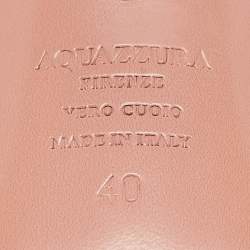 AQUAZZURA
FIRENZE
VERO CUOIO
MADE IN ITALY
40